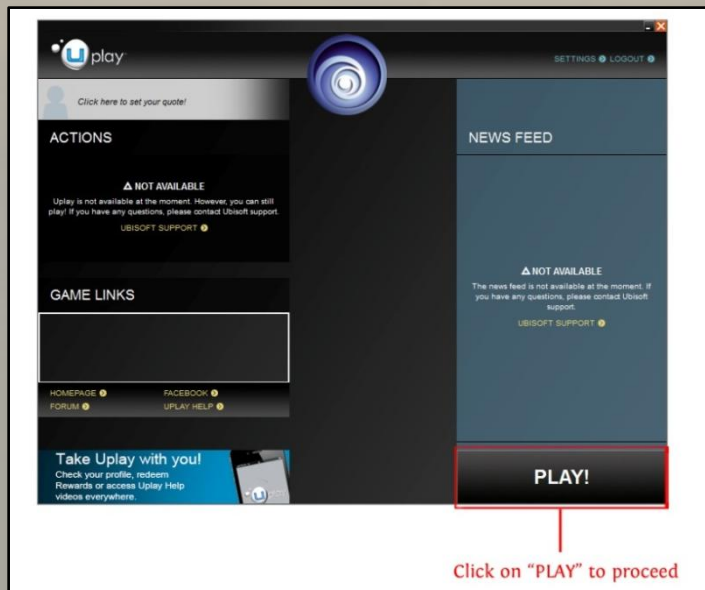 Uplay
SETTINGS LOGOUT
Click here to set your quote!
ACTIONS
NOT AVAILABLE
Uplay is not available at the moment. However, you can still
play! If you have any questions, please contact Ubisoft support.
UBISOFT SUPPORT
GAME LINKS
HOMEPAGE FACEBOOK
FORUM UPLAY HELP
Take Uplay with you!
Check your profile, redeem
Rewards or access Uplay Help
videos everywhere.
NEWS FEED
NOT AVAILABLE
The news feed is not available at the moment. If
you have any questions, please contact Ubisoft
support.
UBISOFT SUPPORT
PLAY!
Click on “PLAY” to proceed